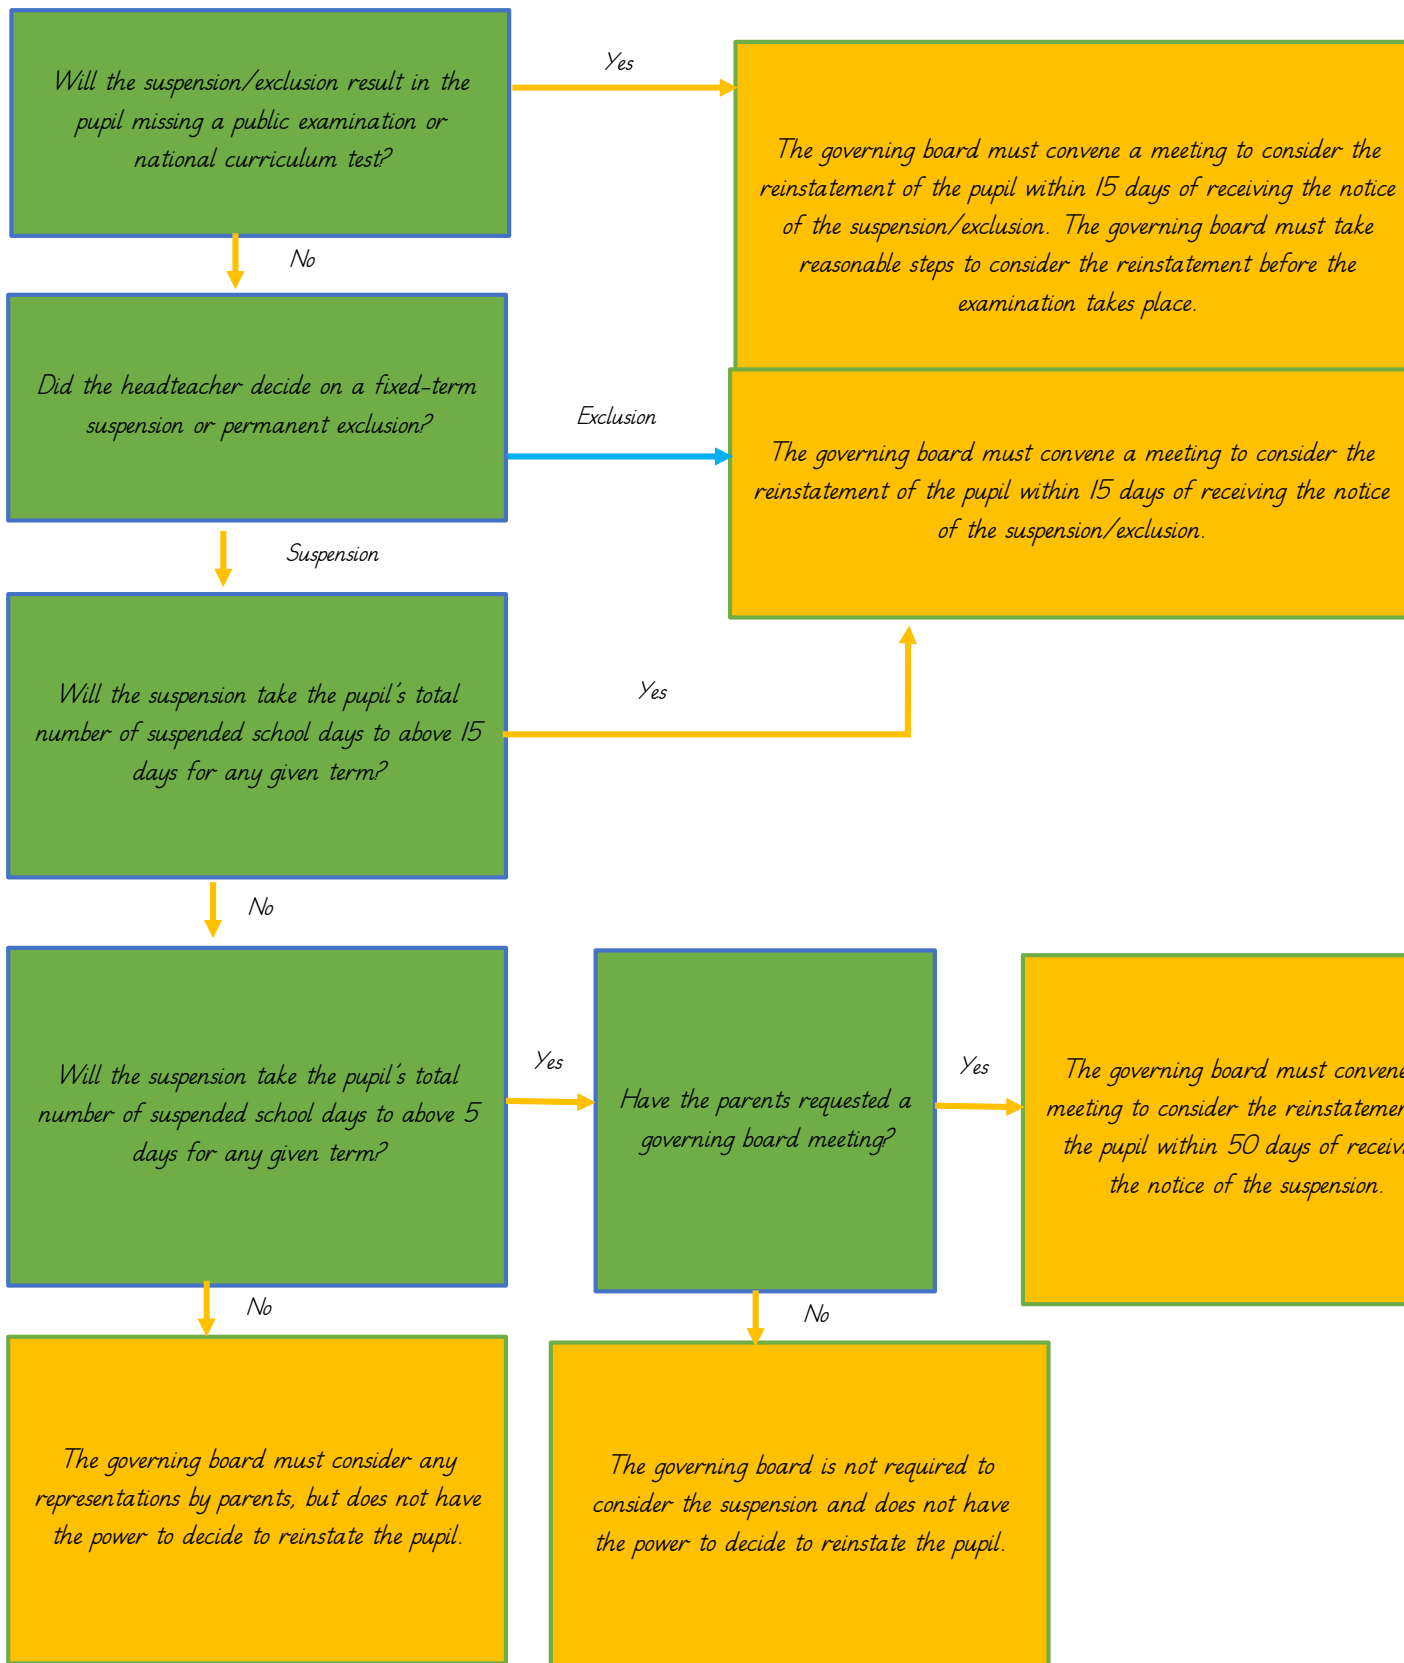 Will the suspension/exclusion result in the
pupil missing a public examination or
national curriculum test?
Yes
The governing board must convene a meeting to consider the
reinstatement of the pupil within 15 days of receiving the notice
of the suspension/exclusion. The governing board must take
reasonable steps to consider the reinstatement before the
examination takes place.
No
Did the headteacher decide on a fixed-term
suspension or permanent exclusion?
Exclusion
The governing board must convene a meeting to consider the
reinstatement of the pupil within 15 days of receiving the notice
of the suspension/exclusion.
Suspension
Will the suspension take the pupil's total
number of suspended school days to above 15
days for any given term?
Yes
No
Will the suspension take the pupil's total
number of suspended school days to above 5
days for any given term?
Yes
Have the parents requested a
governing board meeting?
Yes
The governing board must convene
meeting to consider the
the pupil within 50 days of
the notice of the suspension.
No
The governing board must consider any
representations by parents, but does not have
the power to decide to reinstate the pupil.
No
The governing board is not required to
consider the suspension and does not have
the power to decide to reinstate the pupil.